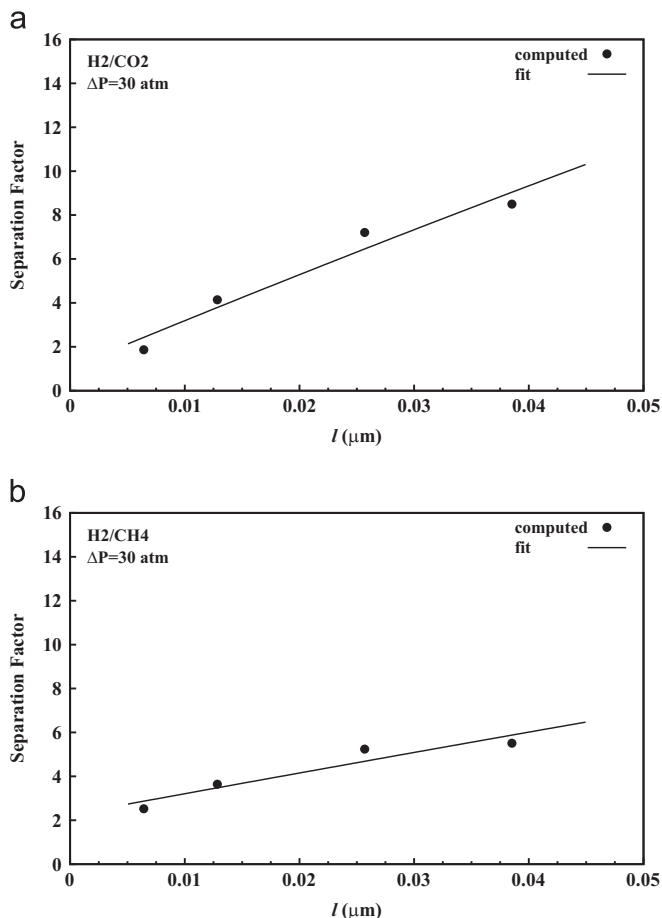 a
16
14
12
10
8
6
4
2
0
Separation Factor
H2/CO2
ΔP=30 atm
computed
fit
0 0.01 0.02 0.03 0.04 0.05
l (μm)
b
16
14
12
10
8
6
4
2
0
Separation Factor
H2/CH4
ΔP=30 atm
computed
fit
0 0.01 0.02 0.03 0.04 0.05
l (μm)